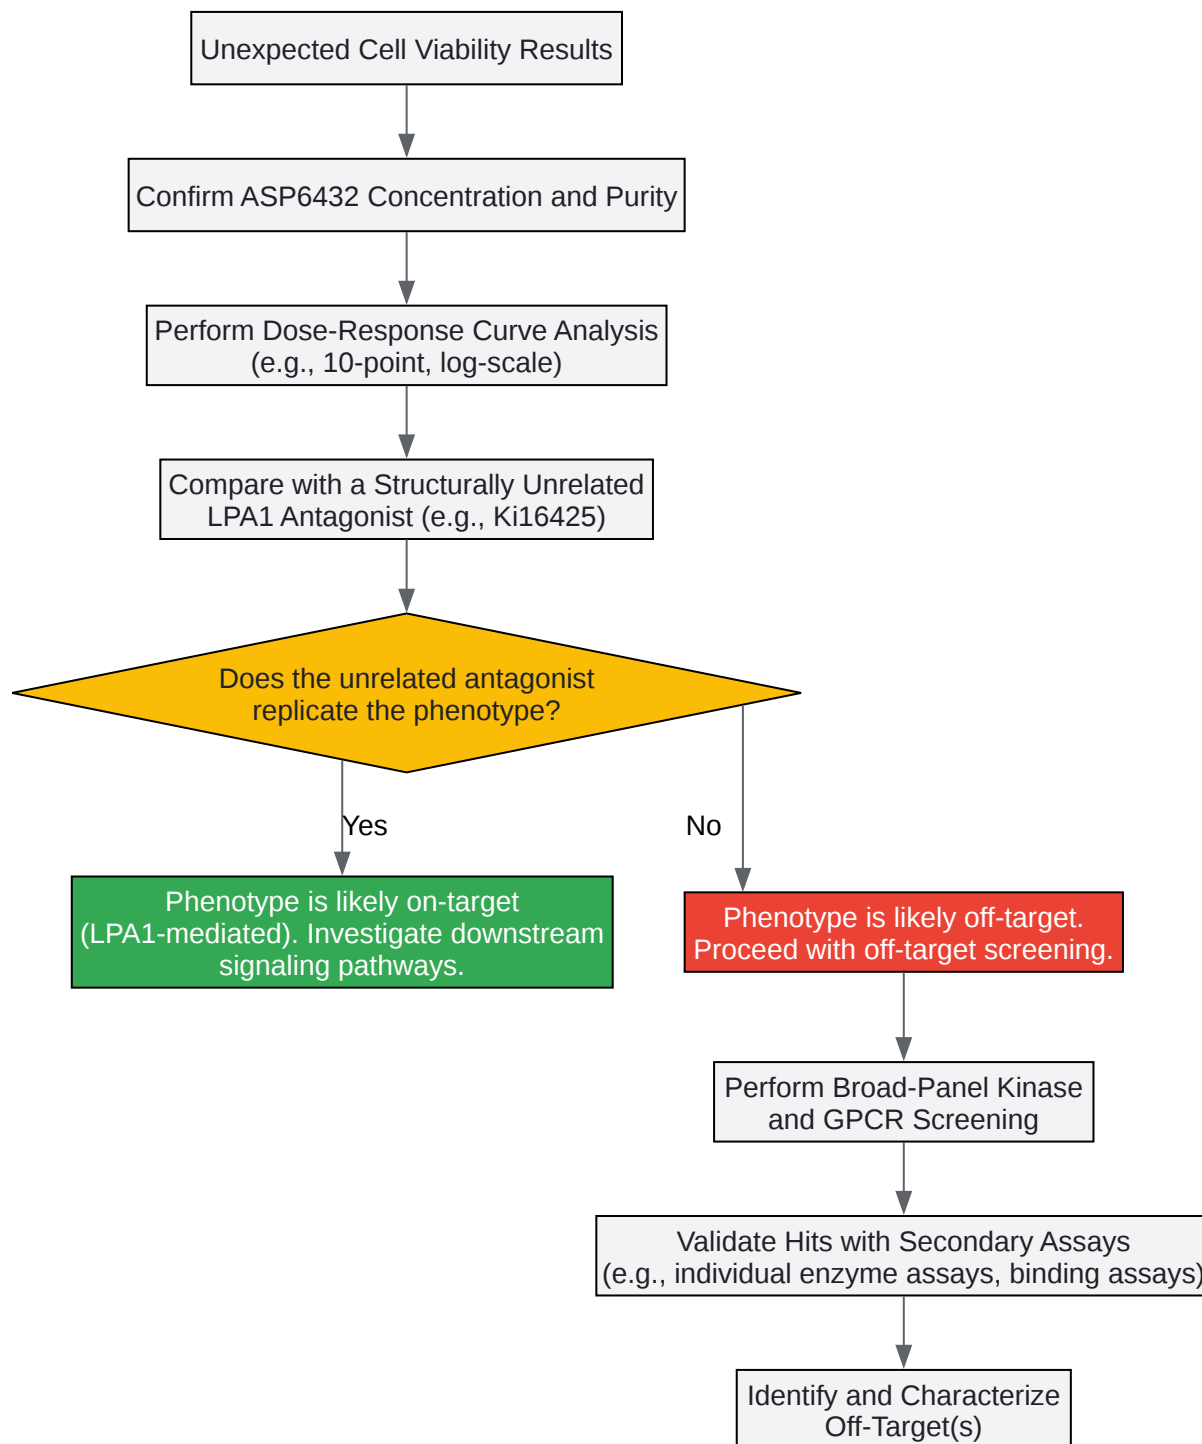 Unexpected Cell Viability Results
Confirm ASP6432 Concentration and Purity
Perform Dose-Response Curve Analysis
(e.g., 10-point, log-scale)
Compare with a Structurally Unrelated
LPA1 Antagonist (e.g., Ki16425)
Does the unrelated antagonist
replicate the phenotype?
Yes
No
Phenotype is likely on-target
(LPA1-mediated). Investigate downstream
signaling pathways.
Phenotype is likely off-target.
Proceed with off-target screening.
Perform Broad-Panel Kinase
and GPCR Screening
Validate Hits with Secondary Assays
(e.g., individual enzyme assays, binding assays)
Identify and Characterize
Off-Target(s)